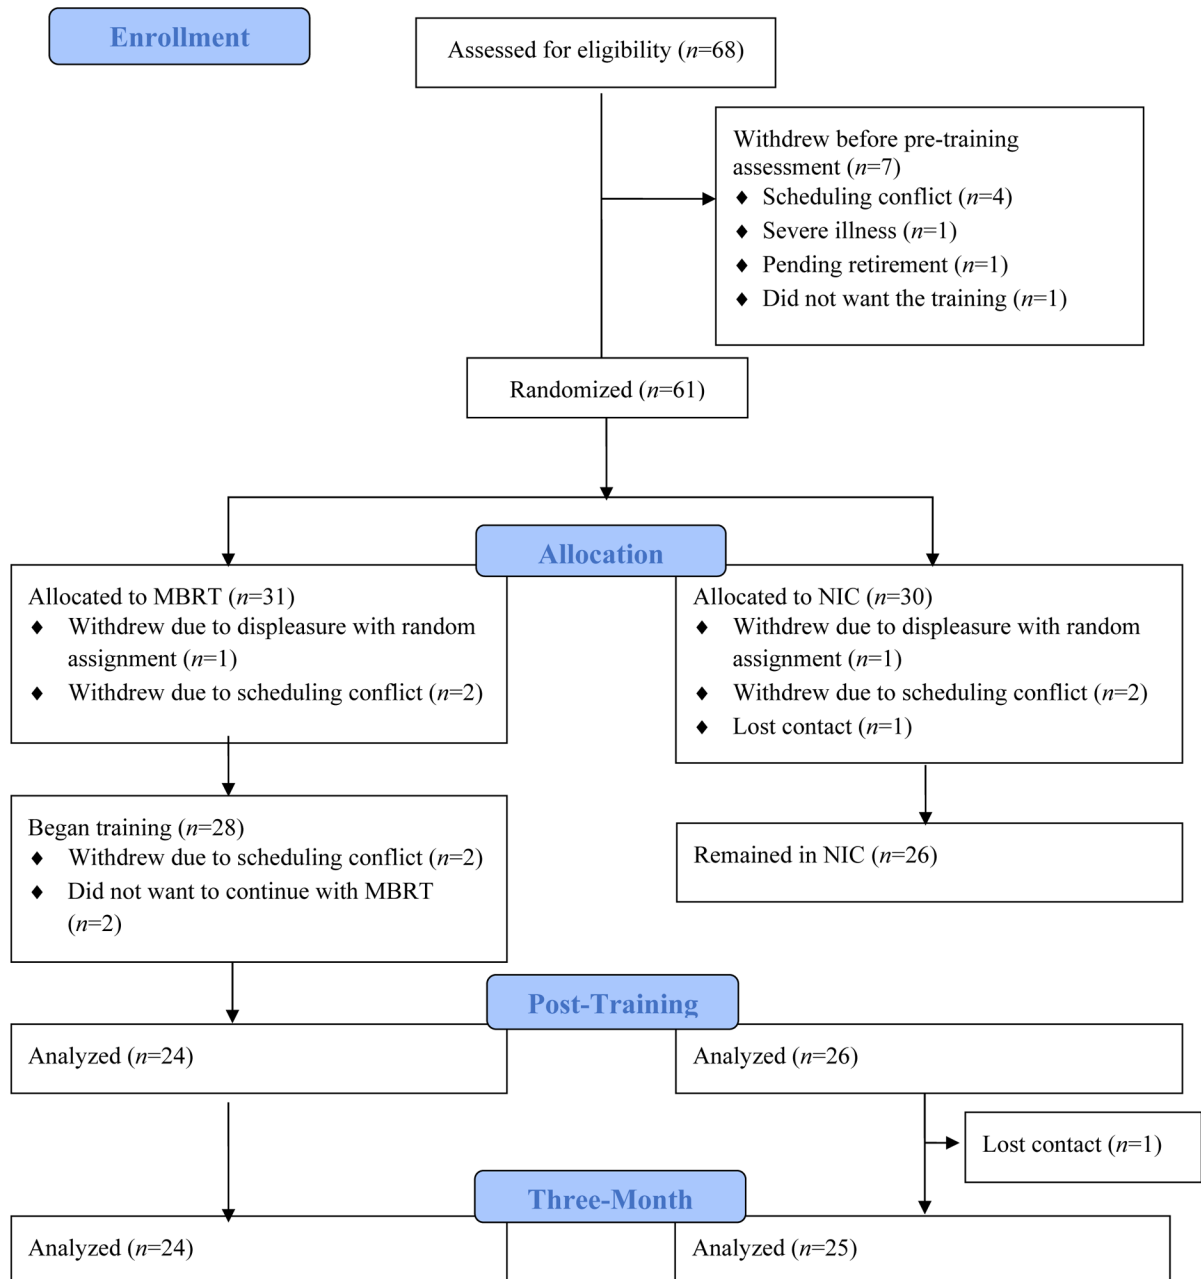 Enrollment
Assessed for eligibility (n=68)
Withdrew before pre-training
assessment (n=7)
♦ Scheduling conflict (n=4)
♦ Severe illness (n=1)
♦ Pending retirement (n=1)
♦ Did not want the training (n=1)
Randomized (n=61)
Allocation
Allocated to MBRT (n=31)
♦ Withdrew due to displeasure with random
assignment (n=1)
♦ Withdrew due to scheduling conflict (n=2)
Allocated to NIC (n=30)
♦ Withdrew due to displeasure with random
assignment (n=1)
♦ Withdrew due to scheduling conflict (n=2)
♦ Lost contact (n=1)
Began training (n=28)
♦ Withdrew due to scheduling conflict (n=2)
♦ Did not want to continue with MBRT
(n=2)
Remained in NIC (n=26)
Post-Training
Analyzed (n=24)
Analyzed (n=26)
Lost contact (n=1)
Three-Month
Analyzed (n=24)
Analyzed (n=25)